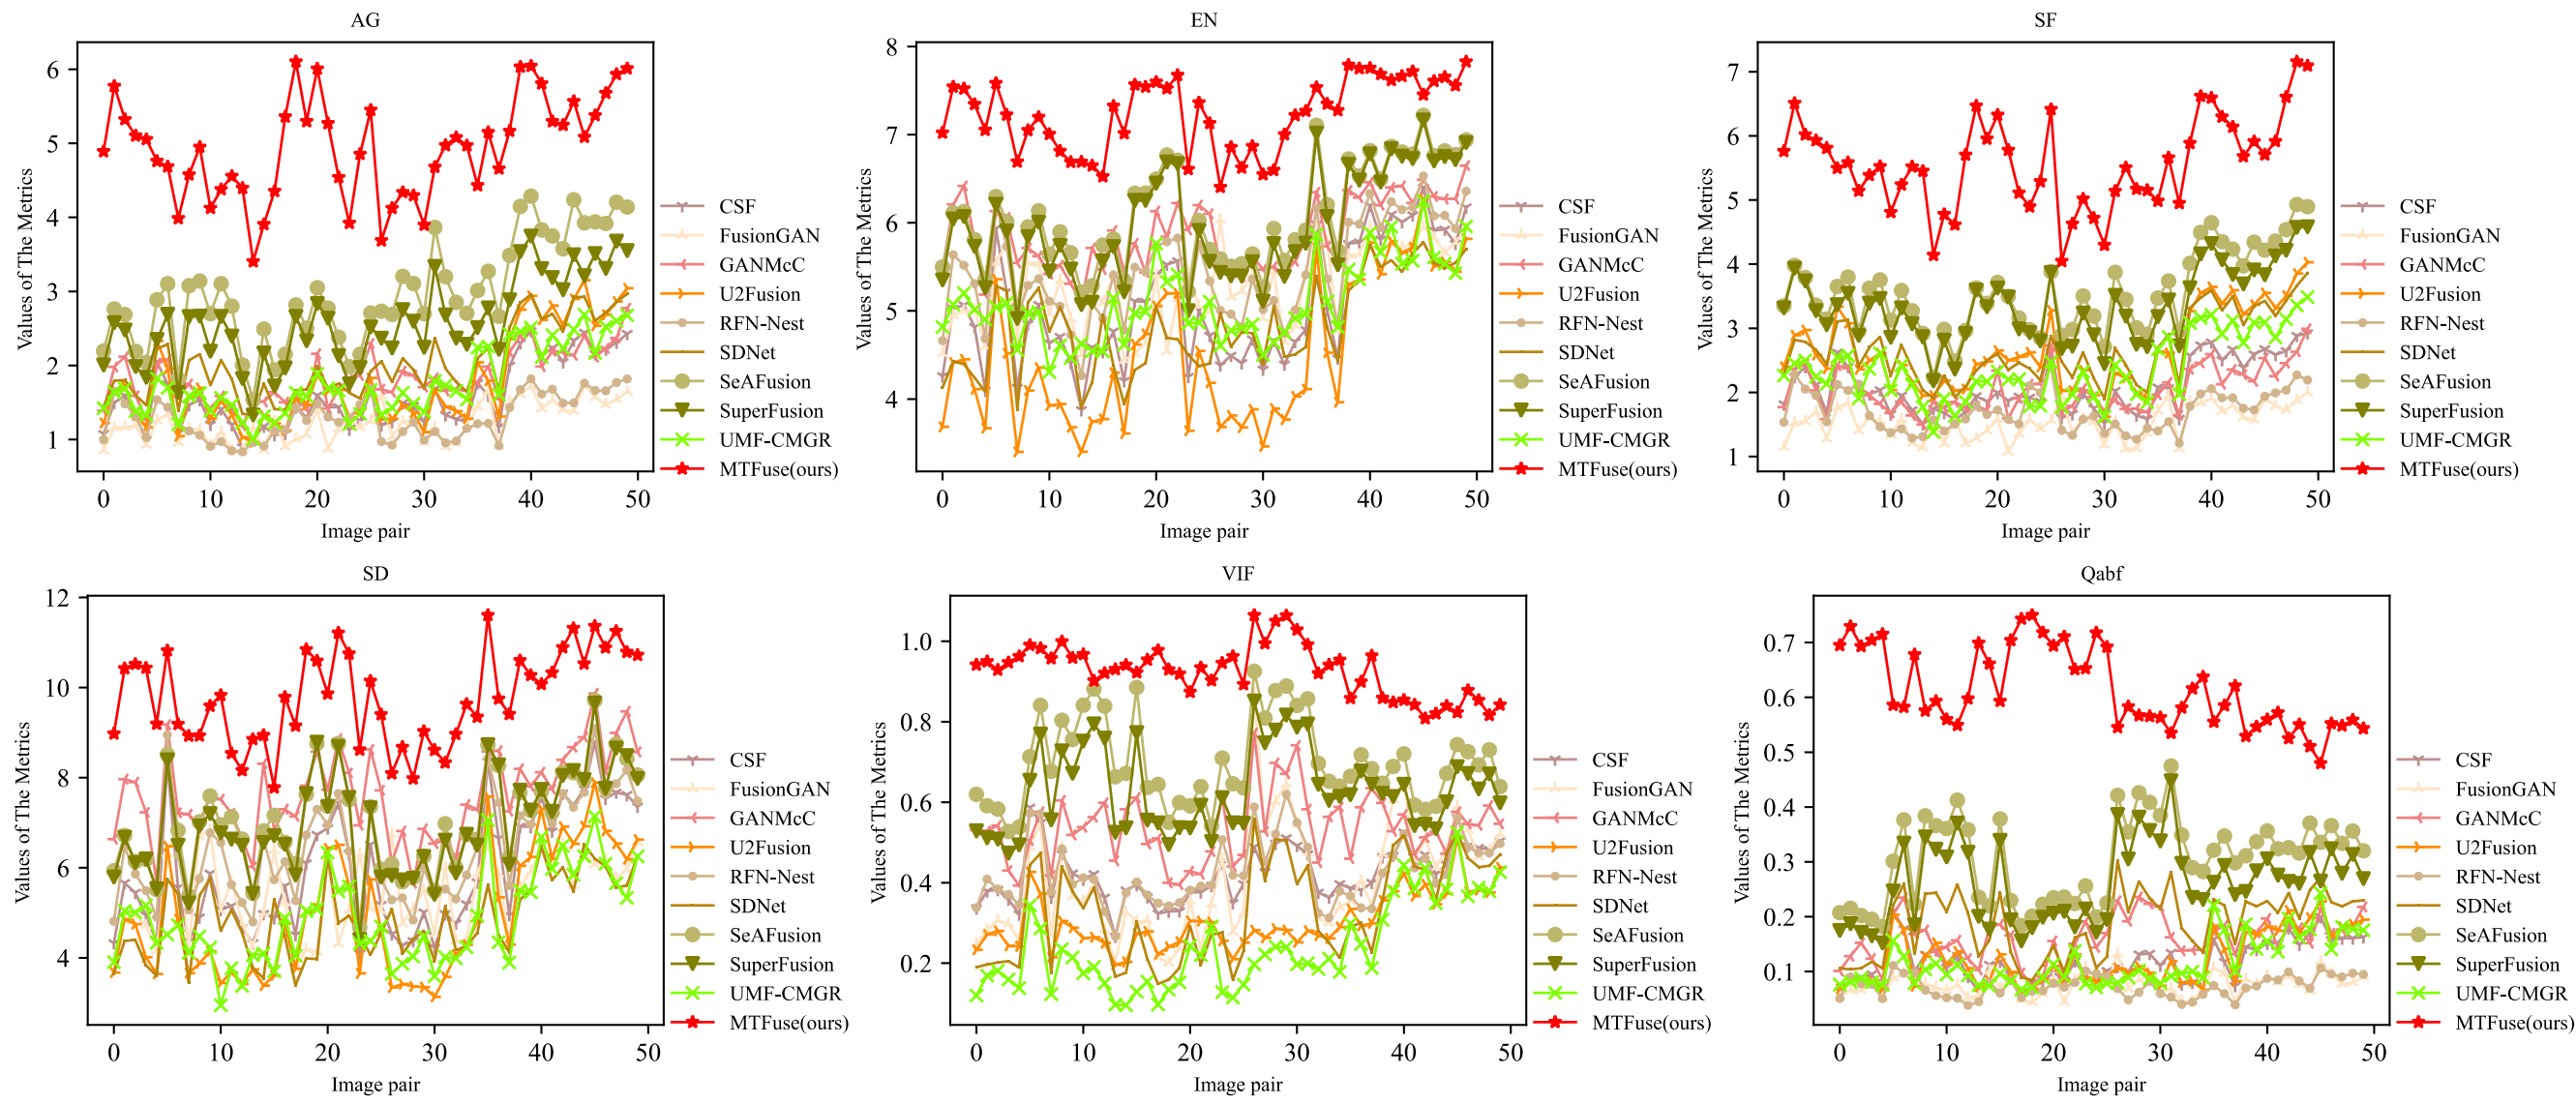 AG
Values of The Metrics
6
5
4
3
2
1
0 10 20 30 40 50
Image pair
CSF
FusionGAN
GANMcC
U2Fusion
RFN-Nest
SDNet
SeAFusion
SuperFusion
UMF-CMGR
MTFuse(ours)
EN
Values of The Metrics
8
7
6
5
4
0 10 20 30 40 50
Image pair
CSF
FusionGAN
GANMcC
U2Fusion
RFN-Nest
SDNet
SeAFusion
SuperFusion
UMF-CMGR
MTFuse(ours)
SF
Values of The Metrics
7
6
5
4
3
2
1
0 10 20 30 40 50
Image pair
CSF
FusionGAN
GANMcC
U2Fusion
RFN-Nest
SDNet
SeAFusion
SuperFusion
UMF-CMGR
MTFuse(ours)
SD
Values of The Metrics
12
10
8
6
4
0 10 20 30 40 50
Image pair
CSF
FusionGAN
GANMcC
U2Fusion
RFN-Nest
SDNet
SeAFusion
SuperFusion
UMF-CMGR
MTFuse(ours)
VIF
Values of The Metrics
1.0
0.8
0.6
0.4
0.2
0 10 20 30 40 50
Image pair
CSF
FusionGAN
GANMcC
U2Fusion
RFN-Nest
SDNet
SeAFusion
SuperFusion
UMF-CMGR
MTFuse(ours)
Qabf
Values of The Metrics
0.7
0.6
0.5
0.4
0.3
0.2
0.1
0 10 20 30 40 50
Image pair
CSF
FusionGAN
GANMcC
U2Fusion
RFN-Nest
SDNet
SeAFusion
SuperFusion
UMF-CMGR
MTFuse(ours)